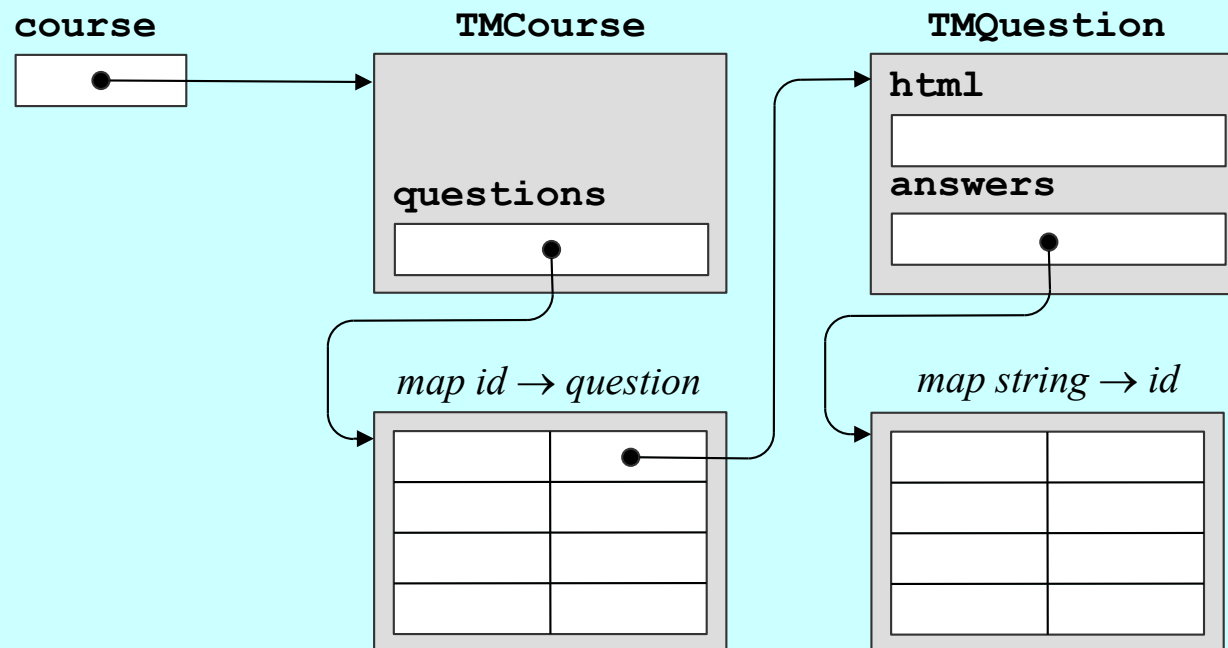 course
TMCourse
TMQuestion
html
answers
questions
map id → question
map string → id